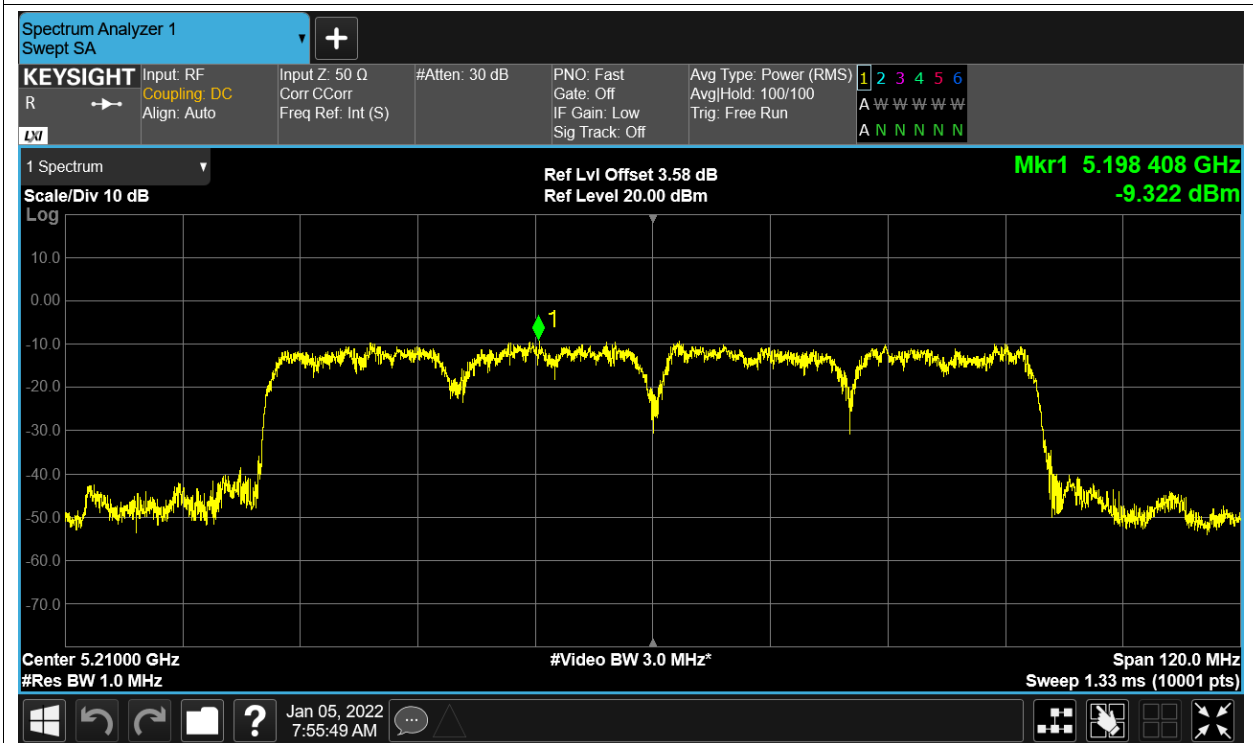 Spectrum Analyzer 1
Swept SA
+
KEYSIGHT
R
LXI
Input: RF
Coupling: DC
Align: Auto
Input Z: 50 Ω
Corr CCorr
Freq Ref: Int (S)
#Atten: 30 dB
PNO: Fast
Gate: Off
IF Gain: Low
Sig Track: Off
Avg Type: Power (RMS)
Avg|Hold: 100/100
Trig: Free Run
1 2 3 4 5 6
A W W W W W
A N N N N N
1 Spectrum
Scale/Div 10 dB
Log
Ref Lvl Offset 3.58 dB
Ref Level 20.00 dBm
Mkr1 5.198 408 GHz
-9.322 dBm
10.0
0.00
-10.0
-20.0
-30.0
-40.0
-50.0
-60.0
-70.0
1
Center 5.21000 GHz
#Res BW 1.0 MHz
#Video BW 3.0 MHz*
Span 120.0 MHz
Sweep 1.33 ms (10001 pts)
?
Jan 05, 2022
7:55:49 AM